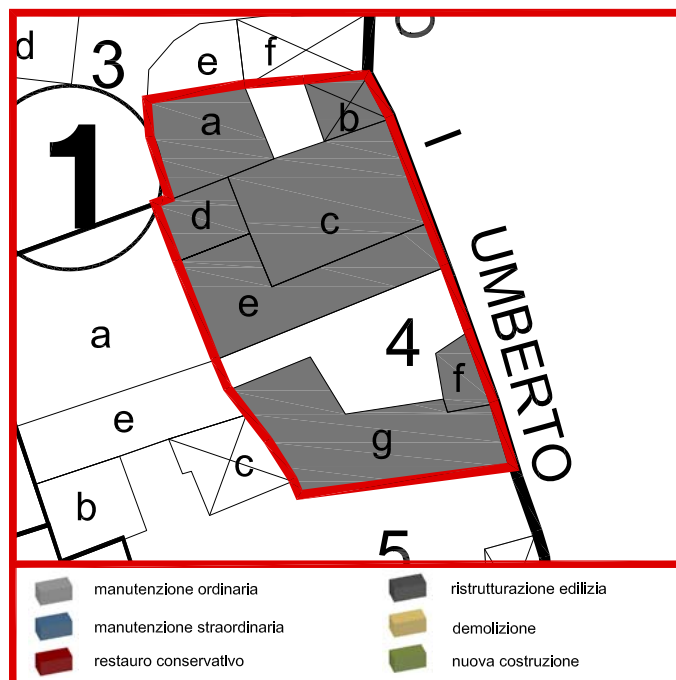 d
3
e
f
1
a
b
I
d
c
UMBERTO
e
4
a
f
e
g
c
b
5
manutenzione ordinaria
ristrutturazione edilizia
manutenzione straordinaria
demolizione
restauro conservativo
nuova costruzione